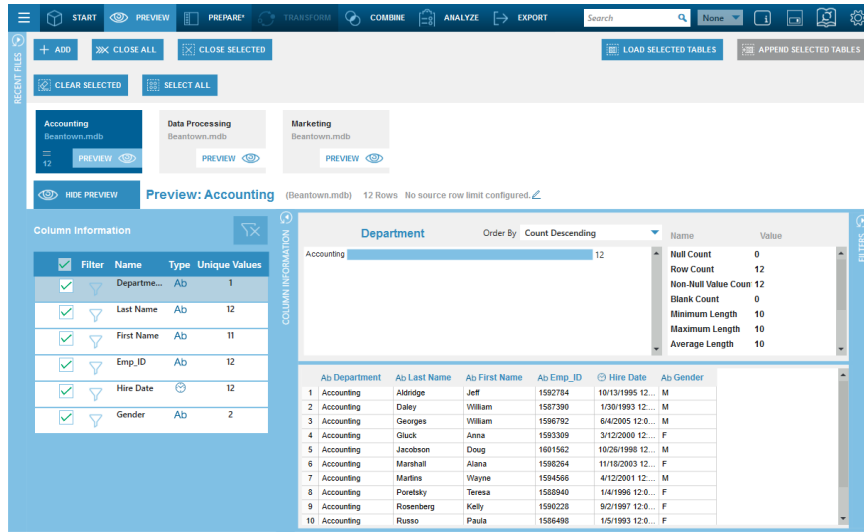 START PREVIEW PREPARE* TRANSFORM COMBINE ANALYZE EXPORT Search None
RECENT FILES
ADD CLOSE ALL CLOSE SELECTED LOAD SELECTED TABLES APPEND SELECTED TABLES
CLEAR SELECTED SELECT ALL
Accounting
Beantown.mdb
12 PREVIEW
Data Processing
Beantown.mdb
PREVIEW
Marketing
Beantown.mdb
PREVIEW
HIDE PREVIEW Preview: Accounting (Beantown.mdb) 12 Rows No source row limit configured.
Column Information
Filter Name Type Unique Values
Departme... Ab 1
Last Name Ab 12
First Name Ab 11
Emp_ID Ab 12
Hire Date 12
Gender Ab 2
COLUMN INFORMATION
Department Order By Count Descending
Accounting 12
Name Value
Null Count 0
Row Count 12
Non-Null Value Coun 12
Blank Count 0
Minimum Length 10
Maximum Length 10
Average Length 10
FILTERS
Ab Department Ab Last Name Ab First Name Ab Emp_ID Hire Date Ab Gender
1 Accounting Aldridge Jeff 1592784 10/13/1995 12... M
2 Accounting Daley William 1587390 1/30/1993 12:... M
3 Accounting Georges William 1596792 6/4/2005 12:0... M
4 Accounting Gluck Anna 1593309 3/12/2000 12:... F
5 Accounting Jacobson Doug 1601562 10/26/1998 12... M
6 Accounting Marshall Alana 1598264 11/18/2003 12... F
7 Accounting Martins Wayne 1594566 4/12/2001 12:... M
8 Accounting Poretsky Teresa 1588940 1/4/1996 12:0... F
9 Accounting Rosenberg Kelly 1590228 9/2/1997 12:0... F
10 Accounting Russo Paula 1586498 1/5/1993 12:0... F